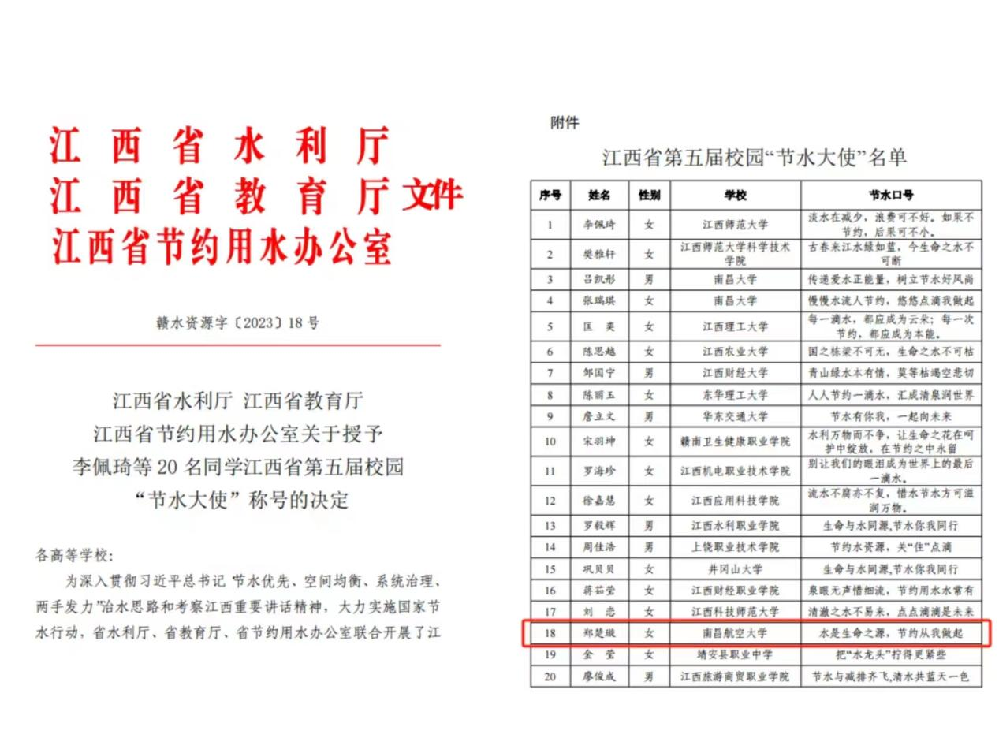 江西省水利厅
江西省教育厅文件
江西省节约用水办公室
赣水资源字〔2023〕18 号
江西省水利厅 江西省教育厅
江西省节约用水办公室关于授予
李佩琦等 20 名同学江西省第五届校园
“节水大使”称号的决定
各高等学校:
为深入贯彻习近平总书记“节水优先、空间均衡、系统治理、
两手发力”治水思路和考察江西重要讲话精神，大力实施国家节
水行动，省水利厅、省教育厅、省节约用水办公室联合开展了江
附件
江西省第五届校园“节水大使”名单
序号 姓名 性别 学校 节水口号
1 李佩琦 女 江西师范大学 淡水在减少，浪费可不好。如果不
节约，后果可不小。
2 樊雅轩 女 江西师范大学科学技术
学院 古春来江水绿如蓝，今生命之水不
可断
3 吕凯彤 男 南昌大学 传递爱水正能量，树立节水好风尚
4 张瑞琪 女 南昌大学 慢慢水流人节约，悠悠点滴我做起
5 匡奕 女 江西理工大学 每一滴水，都应成为云朵；每一次
节约，都应成为本能。
6 陈思越 女 江西农业大学 国之栋梁不可无，生命之水不可枯
7 邹国宁 男 江西财经大学 青山绿水本有情，莫等枯竭空悲切
8 陈丽玉 女 东华理工大学 人人节约一滴水，汇成清泉润世界
9 詹立文 男 华东交通大学 节水有你我，一起向未来
10 宋羽坤 女 赣南卫生健康职业学院 水利万物而不争，让生命之花在呵
护中绽放，在节约之中永留
11 罗海珍 女 江西机电职业技术学院 别让我们的眼泪成为世界上的最后
一滴水。
12 徐嘉慧 女 江西应用科技学院 流水不腐亦不复，惜水节水方可滋
润万物。
13 罗毅辉 男 江西水利职业学院 生命与水同源,节水你我同行
14 周佳浩 男 上饶职业技术学院 节约水资源，关“住”点滴
15 巩贝贝 女 井冈山大学 生命与水同源,节水你我同行
16 蒋茹莹 女 江西财经职业学院 泉眼无声惜细流，节约用水水常有
17 刘恋 女 江西科技师范大学 清澈之水不易来，点点滴滴是未来
18 郑楚璇 女 南昌航空大学 水是生命之源，节约从我做起
19 金莹 女 靖安县职业中学 把“水龙头”拧得更紧些
20 廖俊成 男 江西旅游商贸职业学院 节水与减排齐飞,清水共蓝天一色